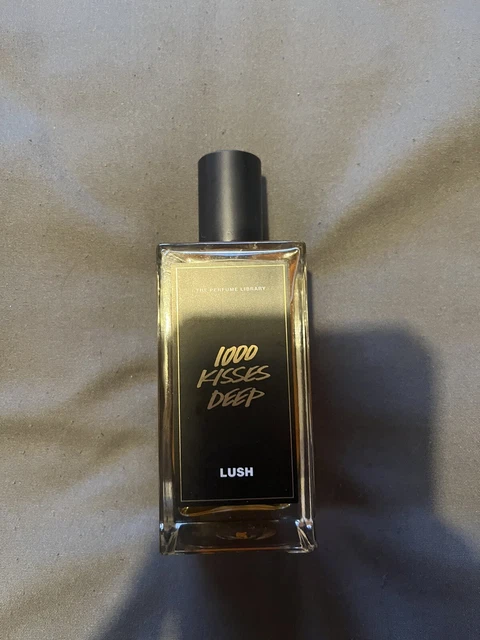 THE PERFUME LIBRARY
1000
KISSES
DEEP
LUSH